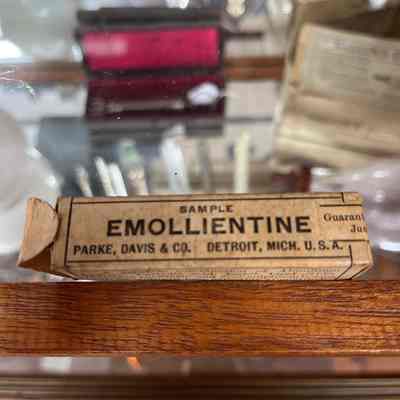 SAMPLE
EMOLLIENTINE
PARKE, DAVIS & CO. DETROIT, MICH. U.S.A.